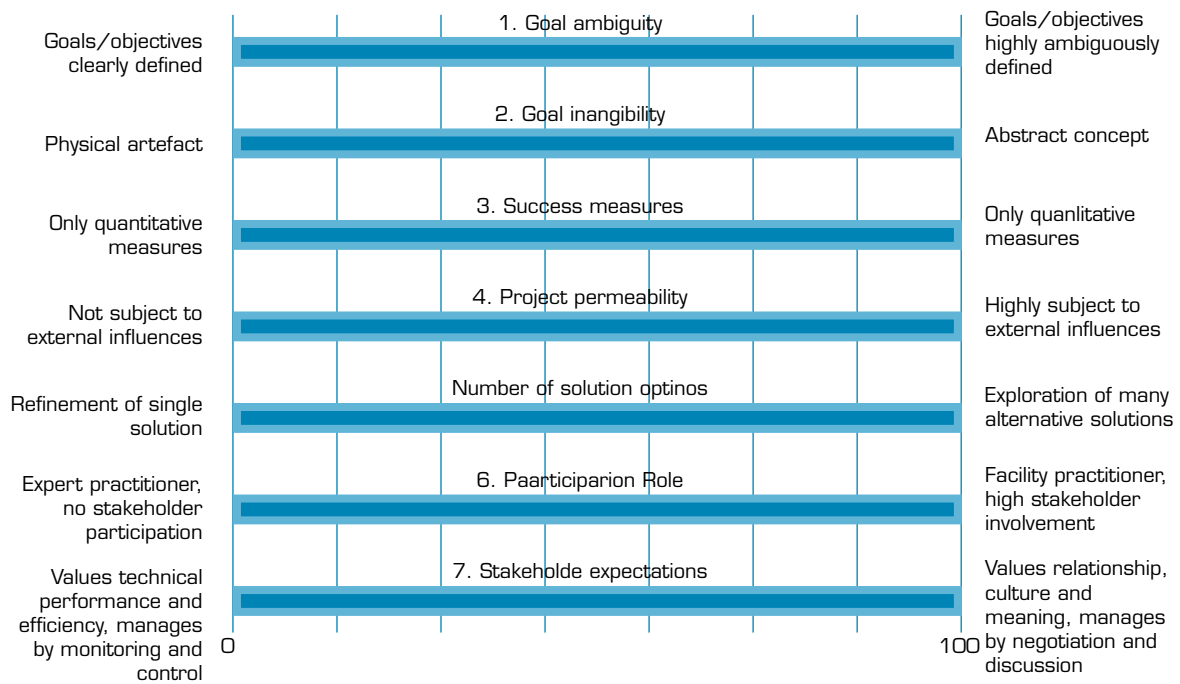 1. Goal ambiguity
Goals/objectives
clearly defined
Goals/objectives
highly ambiguously
defined
2. Goal inangibility
Physical artefact
Abstract concept
3. Success measures
Only quantitative
measures
Only quanlitative
measures
4. Project permeability
Not subject to
external influences
Highly subject to
external influences
Number of solution optinos
Refinement of single
solution
Exploration of many
alternative solutions
6. Paarticiparion Role
Expert practitioner,
no stakeholder
participation
Facility practitioner,
high stakeholder
involvement
7. Stakeholde expectations
Values technical
performance and
efficiency, manages
by monitoring and
control
Values relationship,
culture and
meaning, manages
by negotiation and
discussion
0
100